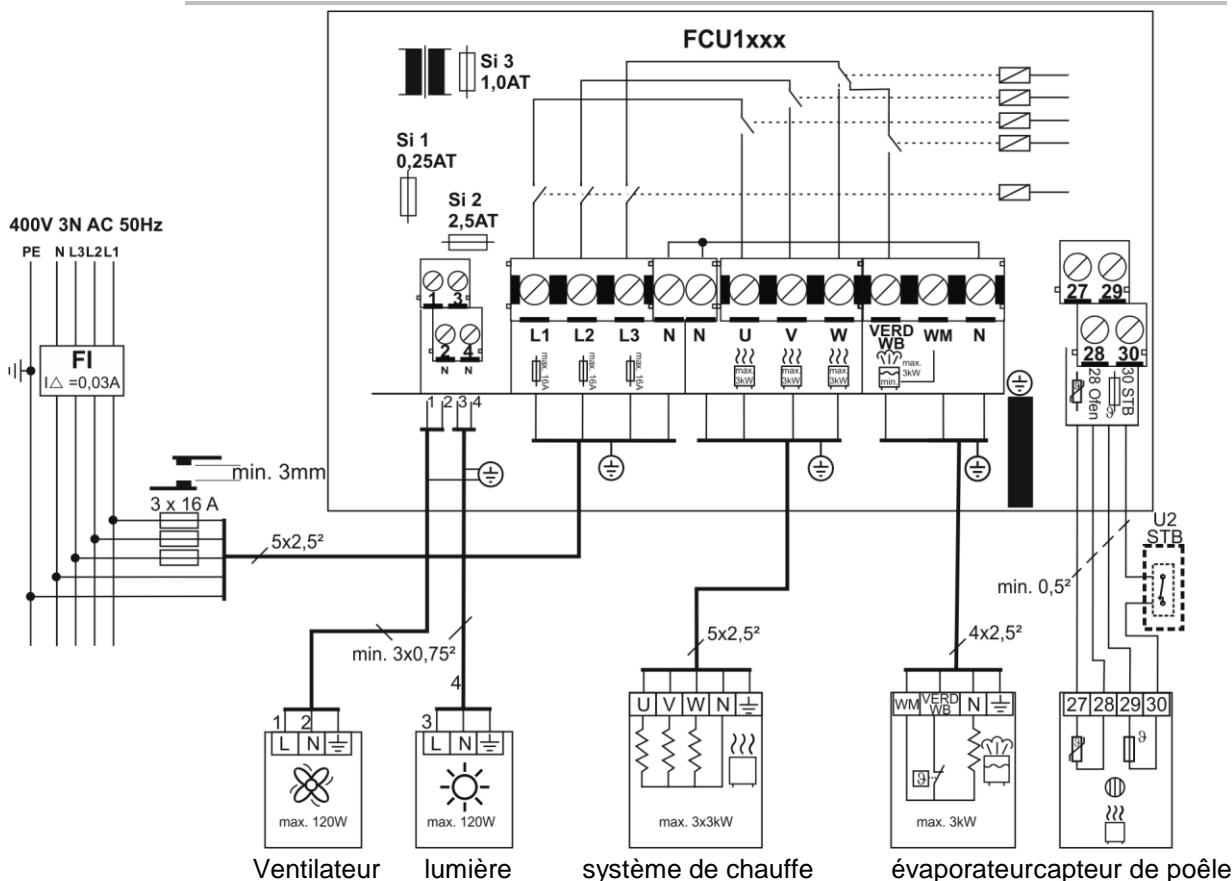 FCU1xxx
Si 3
1,0AT
Si 1
0,25AT
Si 2
2,5AT
400V 3N AC 50Hz
PE N L3 L2 L1
FI
I△ =0,03A
1 3
2 4
N N
L1 L2 L3 N N U V W VERD WB WM N
max. 16A
max. 16A
max. 16A
max. 3kW
max. 3kW
max. 3kW
min.
max. 3kW
27 29
28 30
28 Ofen
30 STB
ϑ
1 2 3 4
min. 3mm
3 x 16 A
5x2,5²
U2
STB
min. 0,5²
min. 3x0,75²
5x2,5²
4x2,5²
4
1 2
L N
max. 120W
3
L N
max. 120W
U V W N
max. 3x3kW
WM VERD WB N
ϑ
max. 3kW
27 28 29 30
ϑ
ϑ
Ventilateur lumière système de chauffe évaporateurcapteur de poêle